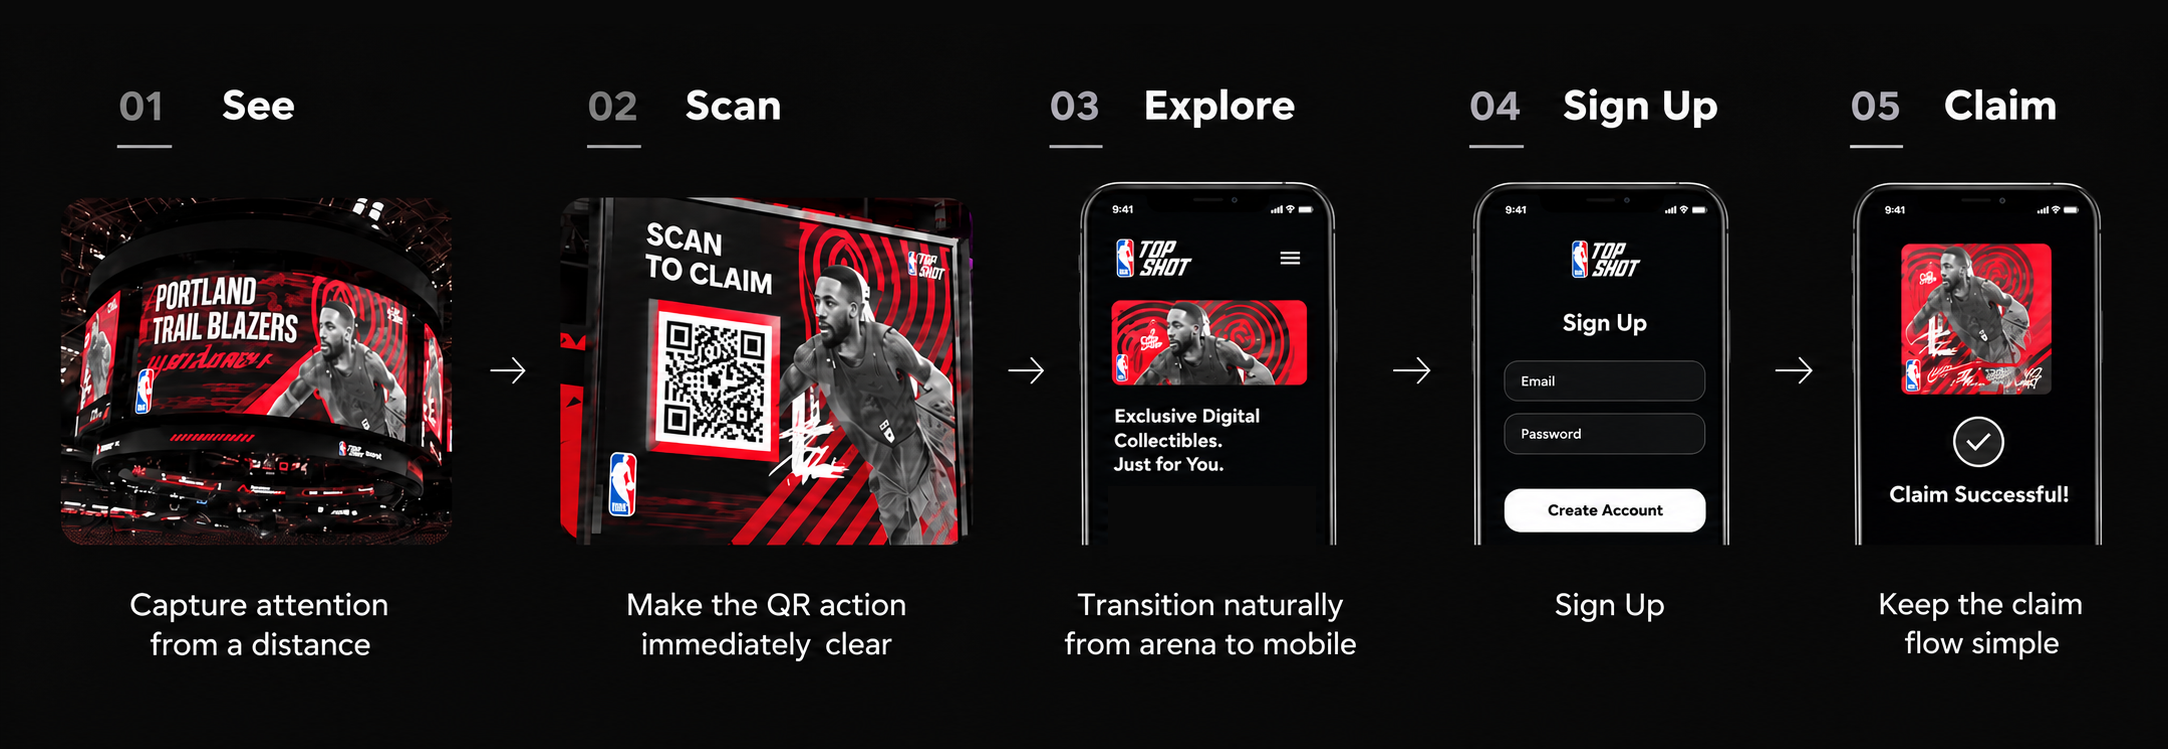 01 See
02 Scan
03 Explore
04 Sign Up
05 Claim
PORTLAND
TRAIL BLAZERS
SCAN
TO CLAIM
TOP
SHOT
9:41
TOP
SHOT
Exclusive Digital
Collectibles.
Just for You.
9:41
TOP
SHOT
Sign Up
Email
Password
Create Account
9:41
Claim Successful!
Capture attention
from a distance
Make the QR action
immediately clear
Transition naturally
from arena to mobile
Sign Up
Keep the claim
flow simple